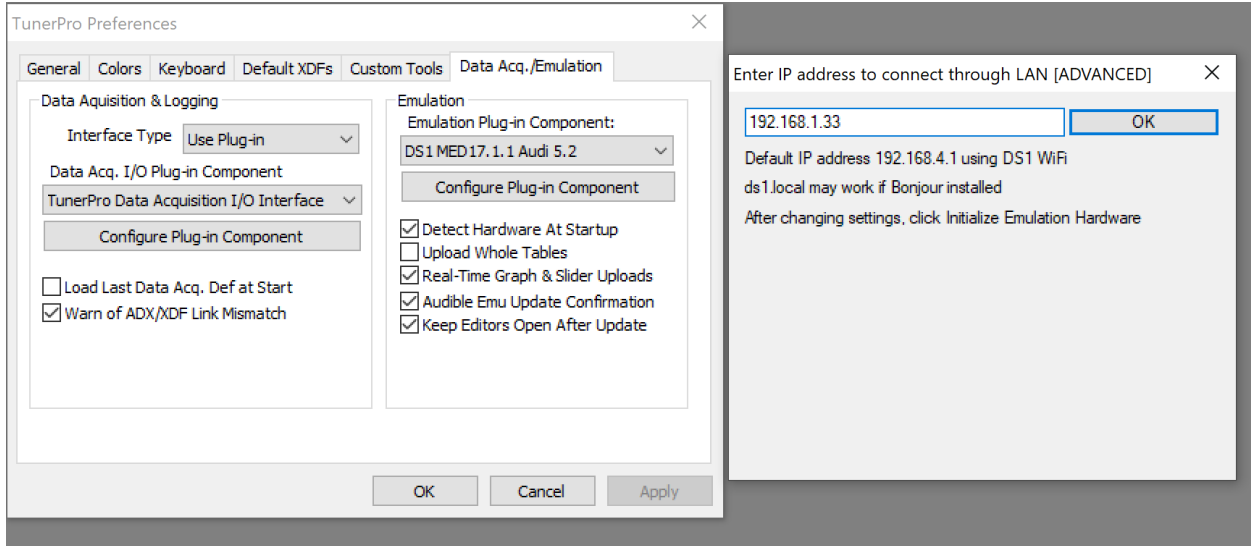 TunerPro Preferences
General Colors Keyboard Default XDFs Custom Tools Data Acq./Emulation
Data Aquisition & Logging
Interface Type Use Plug-in
Data Acq. I/O Plug-in Component
TunerPro Data Acquisition I/O Interface
Configure Plug-in Component
Load Last Data Acq. Def at Start
Warn of ADX/XDF Link Mismatch
Emulation
Emulation Plug-in Component:
DS1 MED17.1.1 Audi 5.2
Configure Plug-in Component
Detect Hardware At Startup
Upload Whole Tables
Real-Time Graph & Slider Uploads
Audible Emu Update Confirmation
Keep Editors Open After Update
OK Cancel Apply
Enter IP address to connect through LAN [ADVANCED]
192.168.1.33 OK
Default IP address 192.168.4.1 using DS1 WiFi
ds1.local may work if Bonjour installed
After changing settings, click Initialize Emulation Hardware